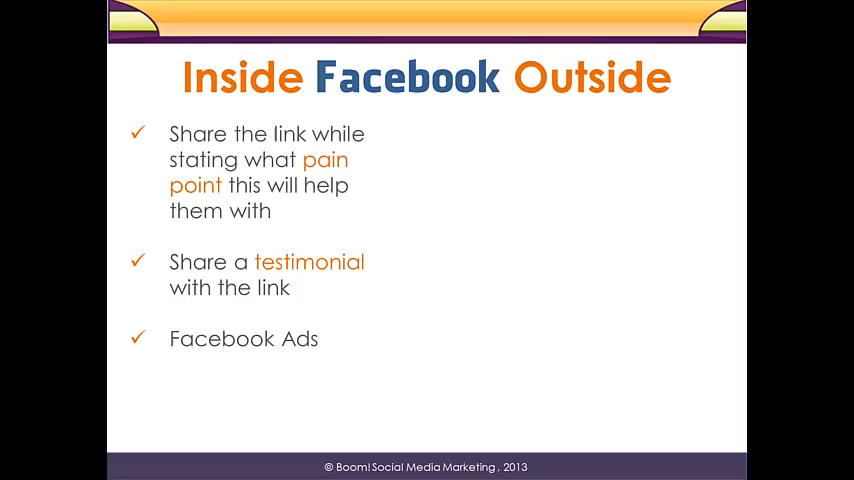 Inside Facebook Outside
Share the link while
stating what pain
point this will help
them with
Share a testimonial
with the link
Facebook Ads
© Boom! Social Media Marketing , 2013